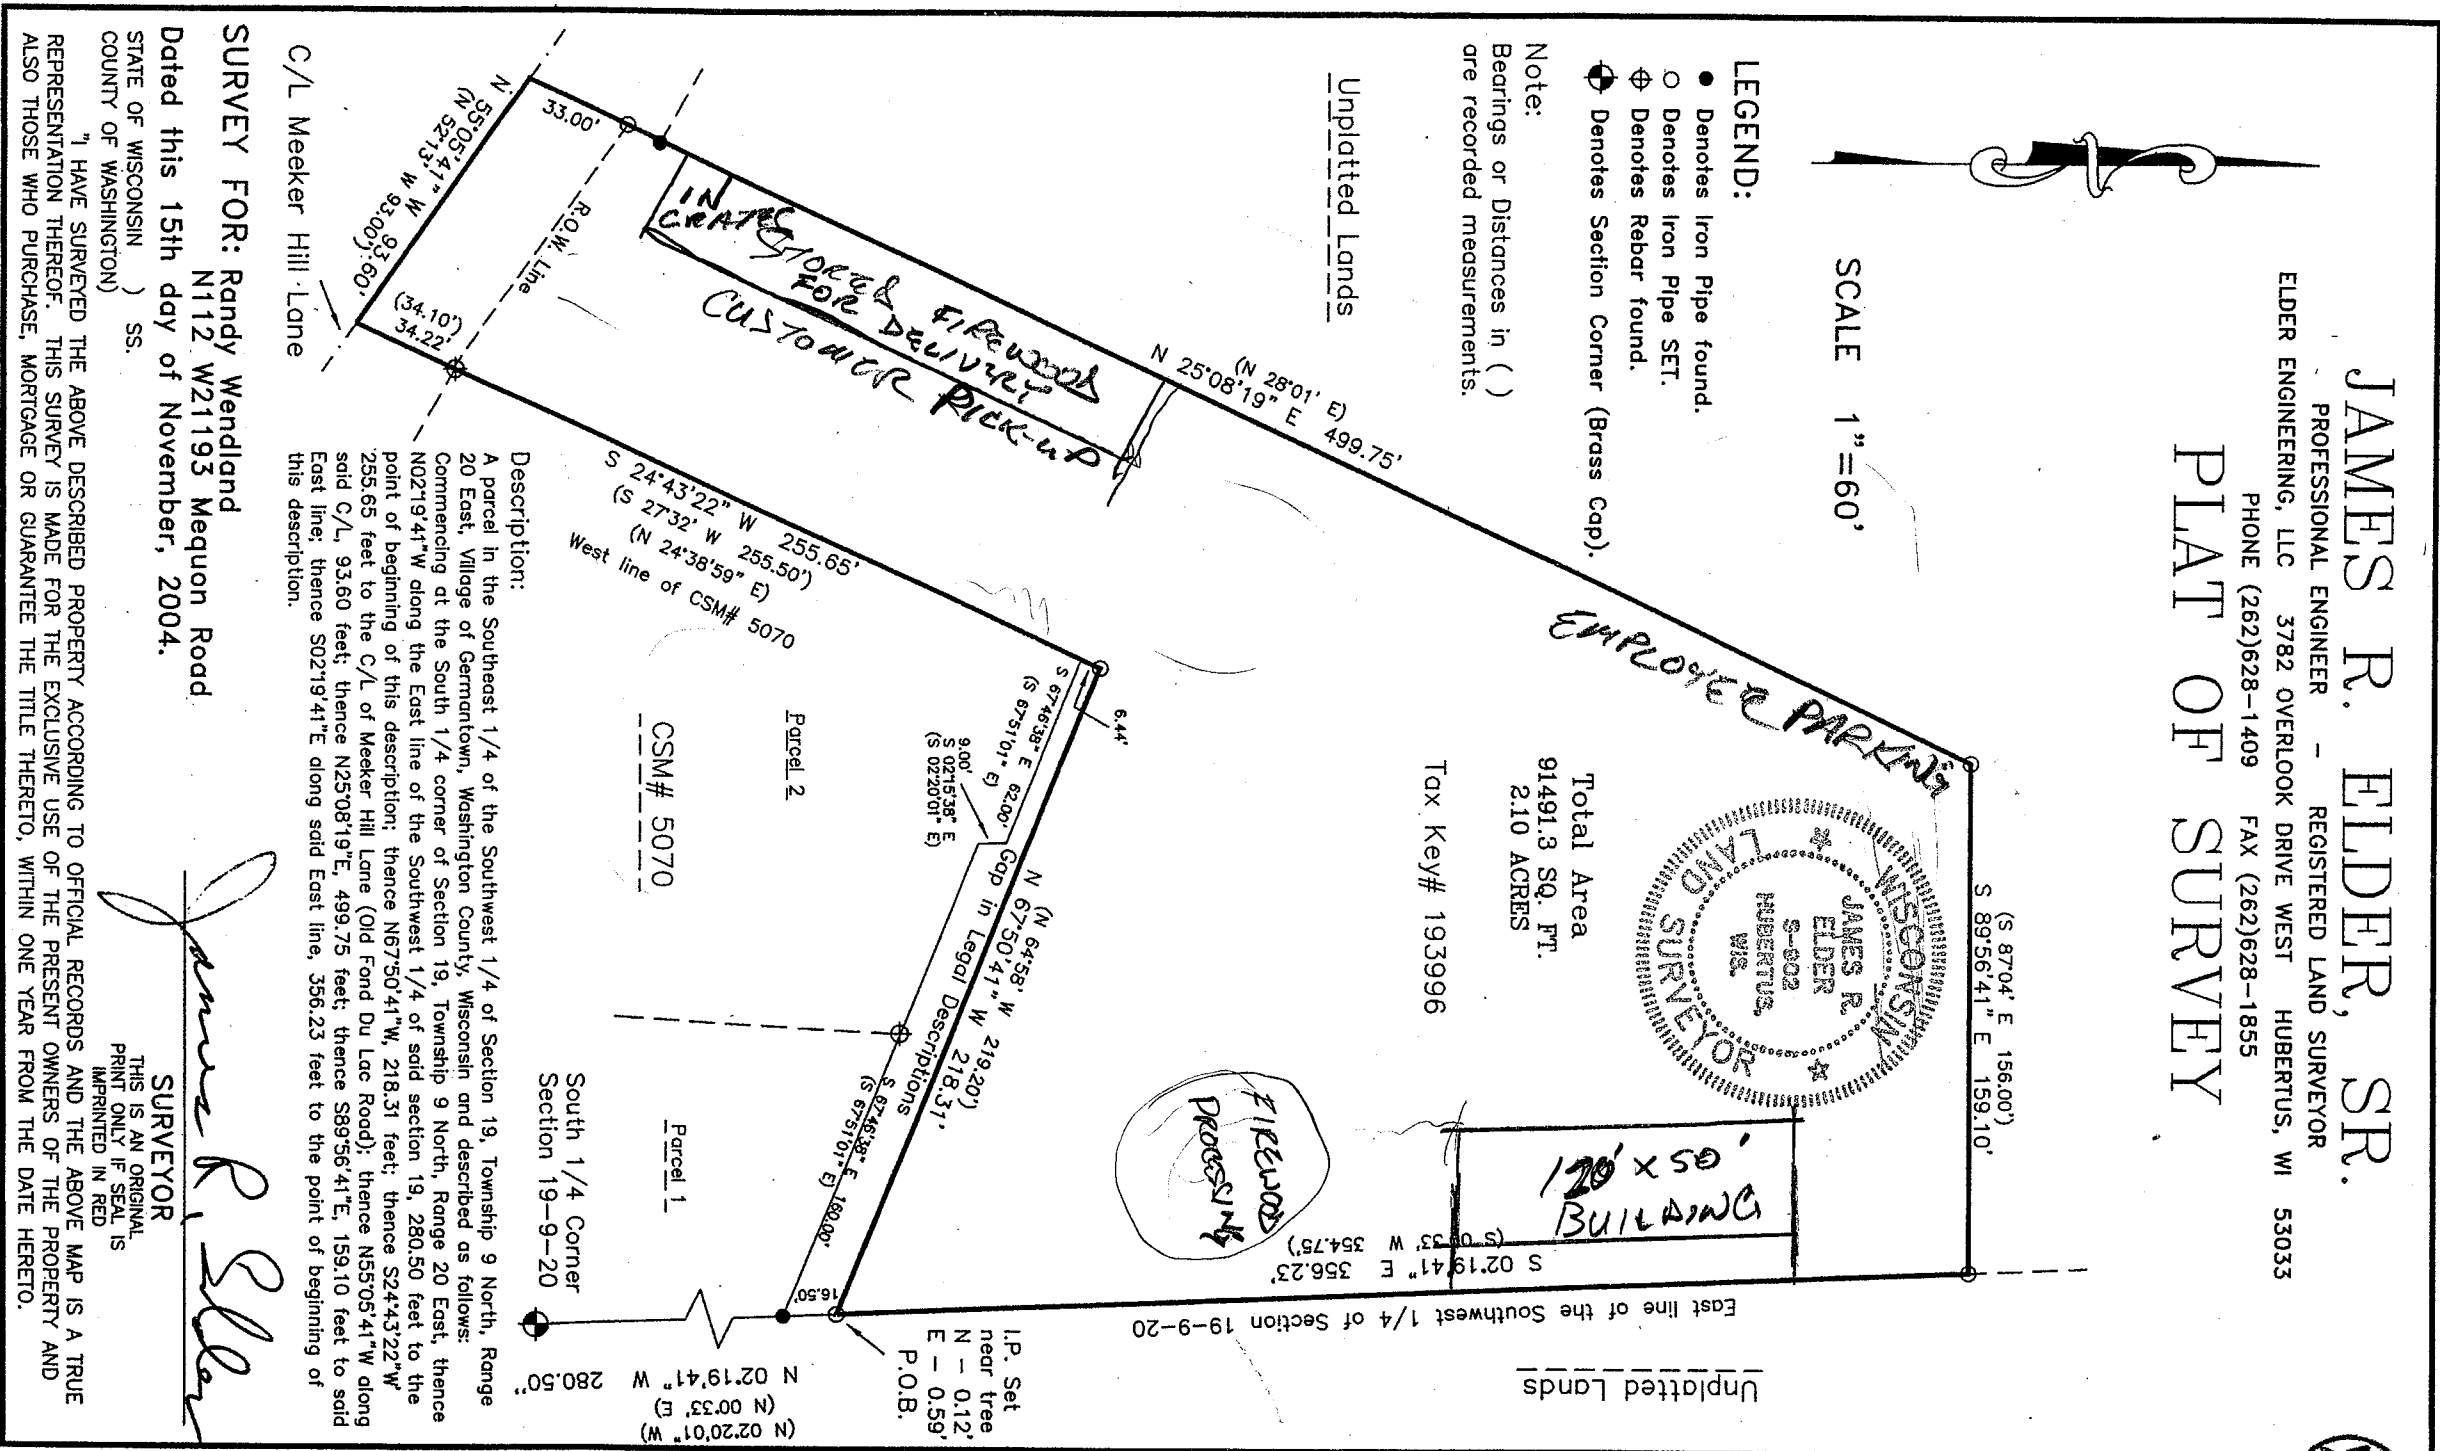 JAMES R. ELDER, SR.
PROFESSIONAL ENGINEER - REGISTERED LAND SURVEYOR
ELDER ENGINEERING, LLC 3782 OVERLOOK DRIVE WEST HUBERTUS, WI 53033
PHONE (262)628-1409 FAX (262)628-1855
PLAT OF SURVEY
SCALE 1"=60'
LEGEND:
Denotes Iron Pipe found.
Denotes Iron Pipe SET.
Denotes Rebar found.
Denotes Section Corner (Brass Cap).
Note:
Bearings or Distances in ( )
are recorded measurements.
Unplatted Lands
(S 87°04' E 156.00')
S 89°56'41" E 159.10'
WISCONSIN
JAMES R.
ELDER
S-902
HUBERTUS,
WIS.
LAND SURVEYOR
120' x 50'
BUILDING
EMPLOYEE PARKING
Total Area
91491.3 SQ. FT.
2.10 ACRES
Tax Key# 193996
FIREWOOD
PROCESSING
(S 00°33' W 354.75')
S 02°19'41" E 356.23'
East line of the Southwest 1/4 of Section 19-9-20
Unplatted Lands
(N 28°01' E)
N 25°08'19" E 499.75'
IN
CRATES
STORED FIREWOOD
FOR DELIVERY
CUSTOMER PICK-UP
33.00'
R.O.W. Line
N 55°05'41" W 93.60'
(N 52°13' W 93.00')
(34.10')
34.22'
C/L Meeker Hill Lane
S 24°43'22" W 255.65'
(S 27°32' W 255.50')
(N 24°38'59" E)
West line of CSM# 5070
6.44'
S 67°46'38" E 62.00'
(S 67°51'01" E)
9.00'
S 02°15'38" E
(S 02°20'01" E)
(N 64°58' W 219.20')
N 67°50'41" W 218.31'
Gap in Legal Descriptions
S 67°46'38" E 160.00'
(S 67°51'01" E)
16.50'
Parcel 2
CSM# 5070
Parcel 1
I.P. Set
near tree
N - 0.12'
E - 0.59'
P.O.B.
N 02°19'41" W 280.50"
(N 00°33' E)
(N 02°20'01" W)
South 1/4 Corner
Section 19-9-20
Description:
A parcel in the Southeast 1/4 of the Southwest 1/4 of Section 19, Township 9 North, Range
20 East, Village of Germantown, Washington County, Wisconsin and described as follows:
Commencing at the South 1/4 corner of Section 19, Township 9 North, Range 20 East, thence
N02°19'41"W along the East line of the Southwest 1/4 of said section 19, 280.50 feet to the
point of beginning of this description; thence N67°50'41"W, 218.31 feet; thence S24°43'22"W
255.65 feet to the C/L of Meeker Hill Lane (Old Fond Du Lac Road); thence N55°05'41"W along
said C/L, 93.60 feet; thence N25°08'19"E, 499.75 feet; thence S89°56'41"E, 159.10 feet to said
East line; thence S02°19'41"E along said East line, 356.23 feet to the point of beginning of
this description.
SURVEY FOR: Randy Wendland
N112 W21193 Mequon Road
Dated this 15th day of November, 2004.
STATE OF WISCONSIN ) SS.
COUNTY OF WASHINGTON)
"I HAVE SURVEYED THE ABOVE DESCRIBED PROPERTY ACCORDING TO OFFICIAL RECORDS AND THE ABOVE MAP IS A TRUE
REPRESENTATION THEREOF. THIS SURVEY IS MADE FOR THE EXCLUSIVE USE OF THE PRESENT OWNERS OF THE PROPERTY AND
ALSO THOSE WHO PURCHASE, MORTGAGE OR GUARANTEE THE TITLE THERETO, WITHIN ONE YEAR FROM THE DATE HERETO.
James R. Elder
SURVEYOR
THIS IS AN ORIGINAL
PRINT ONLY IF SEAL IS
IMPRINTED IN RED